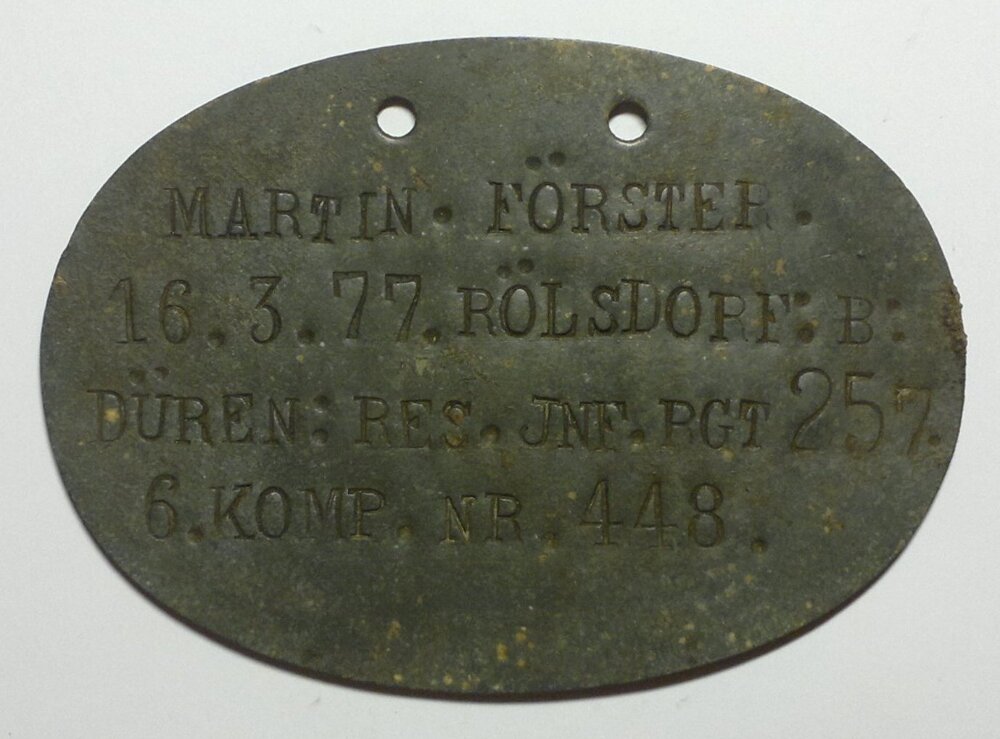 MARTIN. FÖRSTER.
16.3.77. RÖLSDORF: B:
DÜREN: RES. JNF. RGT 257.
6. KOMP. NR. 448.